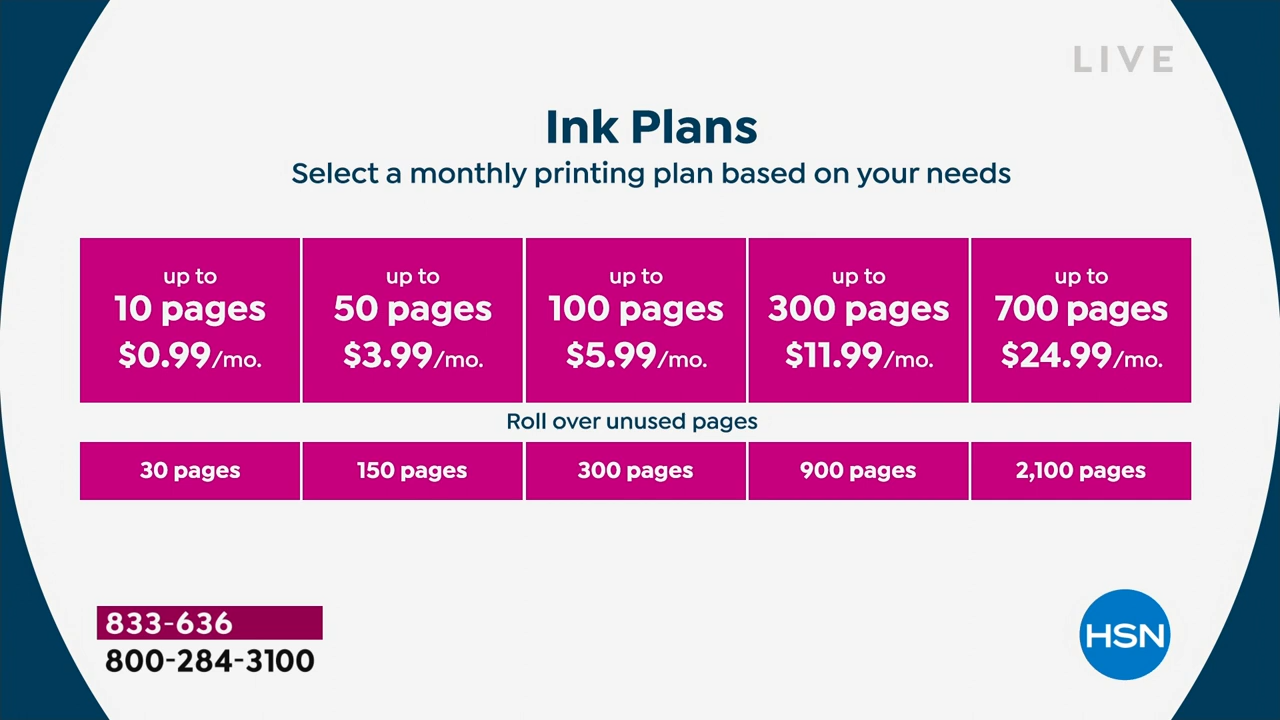 LIVE
Ink Plans
Select a monthly printing plan based on your needs
up to
10 pages
$0.99/mo.
up to
50 pages
$3.99/mo.
up to
100 pages
$5.99/mo.
up to
300 pages
$11.99/mo.
up to
700 pages
$24.99/mo.
Roll over unused pages
30 pages
150 pages
300 pages
900 pages
2,100 pages
833-636
800-284-3100
HSN